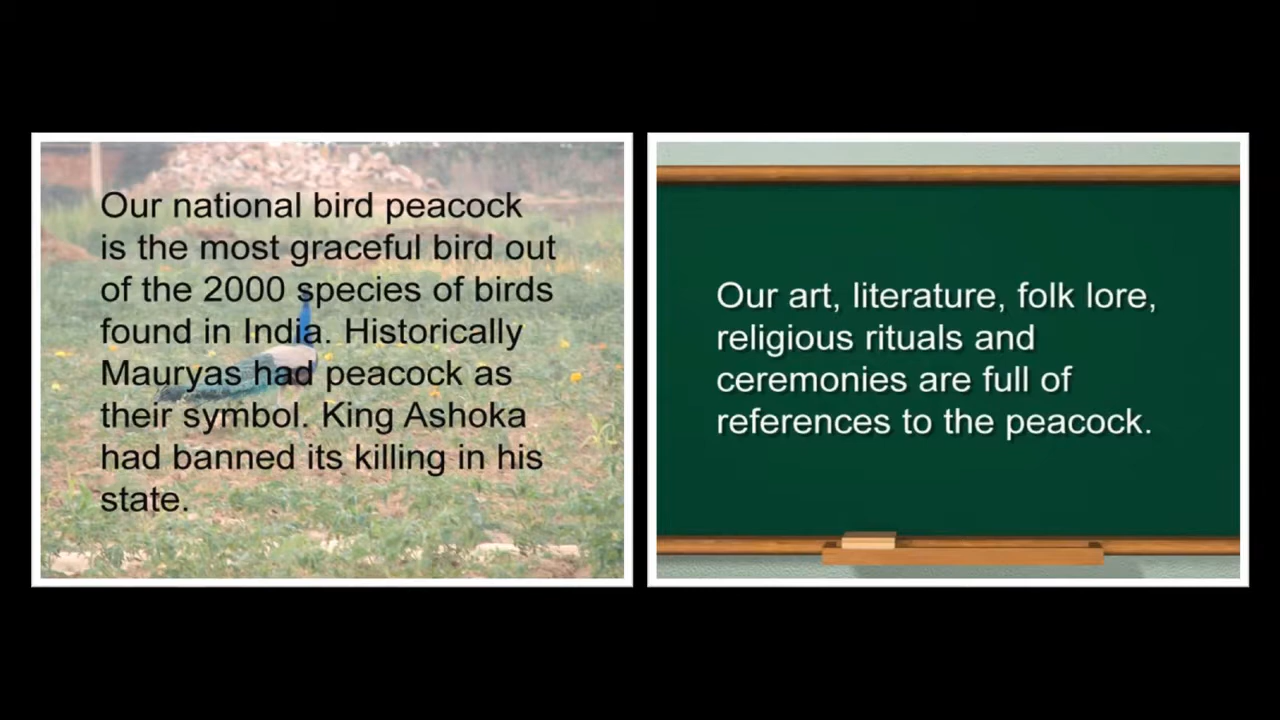 Our national bird peacock
is the most graceful bird out
of the 2000 species of birds
found in India. Historically
Mauryas had peacock as
their symbol. King Ashoka
had banned its killing in his
state.
Our art, literature, folk lore,
religious rituals and
ceremonies are full of
references to the peacock.